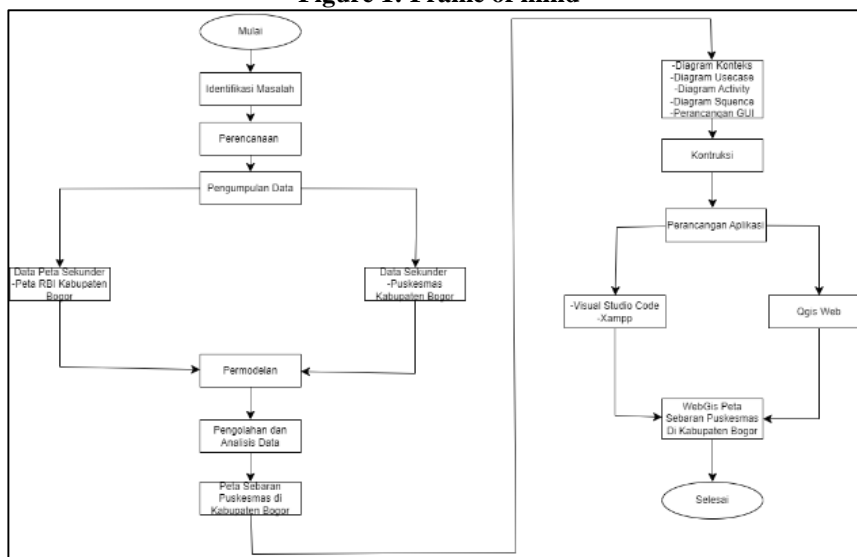 Figure 1. Frame of mind
Mulai
Identifikasi Masalah
Perencanaan
Pengumpulan Data
Data Peta Sekunder
-Peta RBI Kabupaten
Bogor
Data Sekunder
-Puskesmas
Kabupaten Bogor
Permodelan
Pengolahan dan
Analisis Data
Peta Sebaran
Puskesmas di
Kabupaten Bogor
-Diagram Konteks
-Diagram Usecase
-Diagram Activity
-Diagram Squence
-Perancangan GUI
Kontruksi
Perancangan Aplikasi
-Visual Studio Code
-Xampp
Qgis Web
WebGis Peta
Sebaran Puskesmas
Di Kabupaten Bogor
Selesai